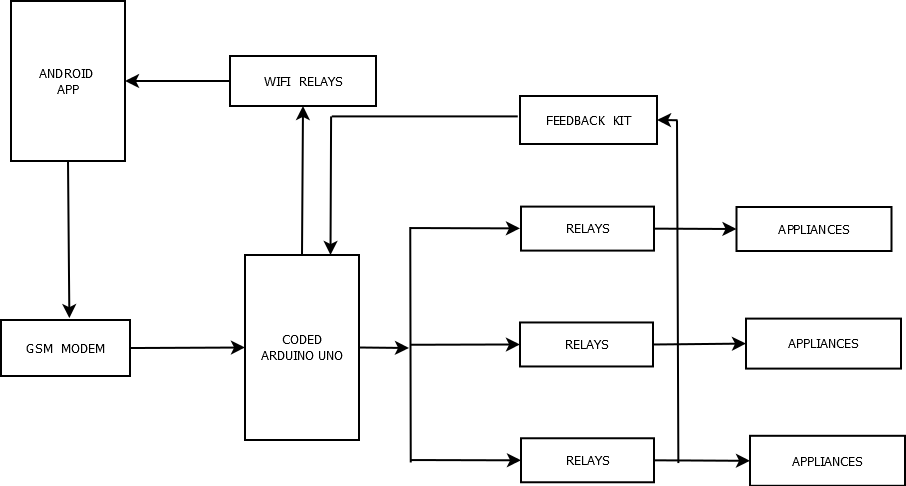 ANDROID
APP
WIFI RELAYS
FEEDBACK KIT
RELAYS
APPLIANCES
GSM MODEM
CODED
ARDUINO UNO
RELAYS
APPLIANCES
RELAYS
APPLIANCES